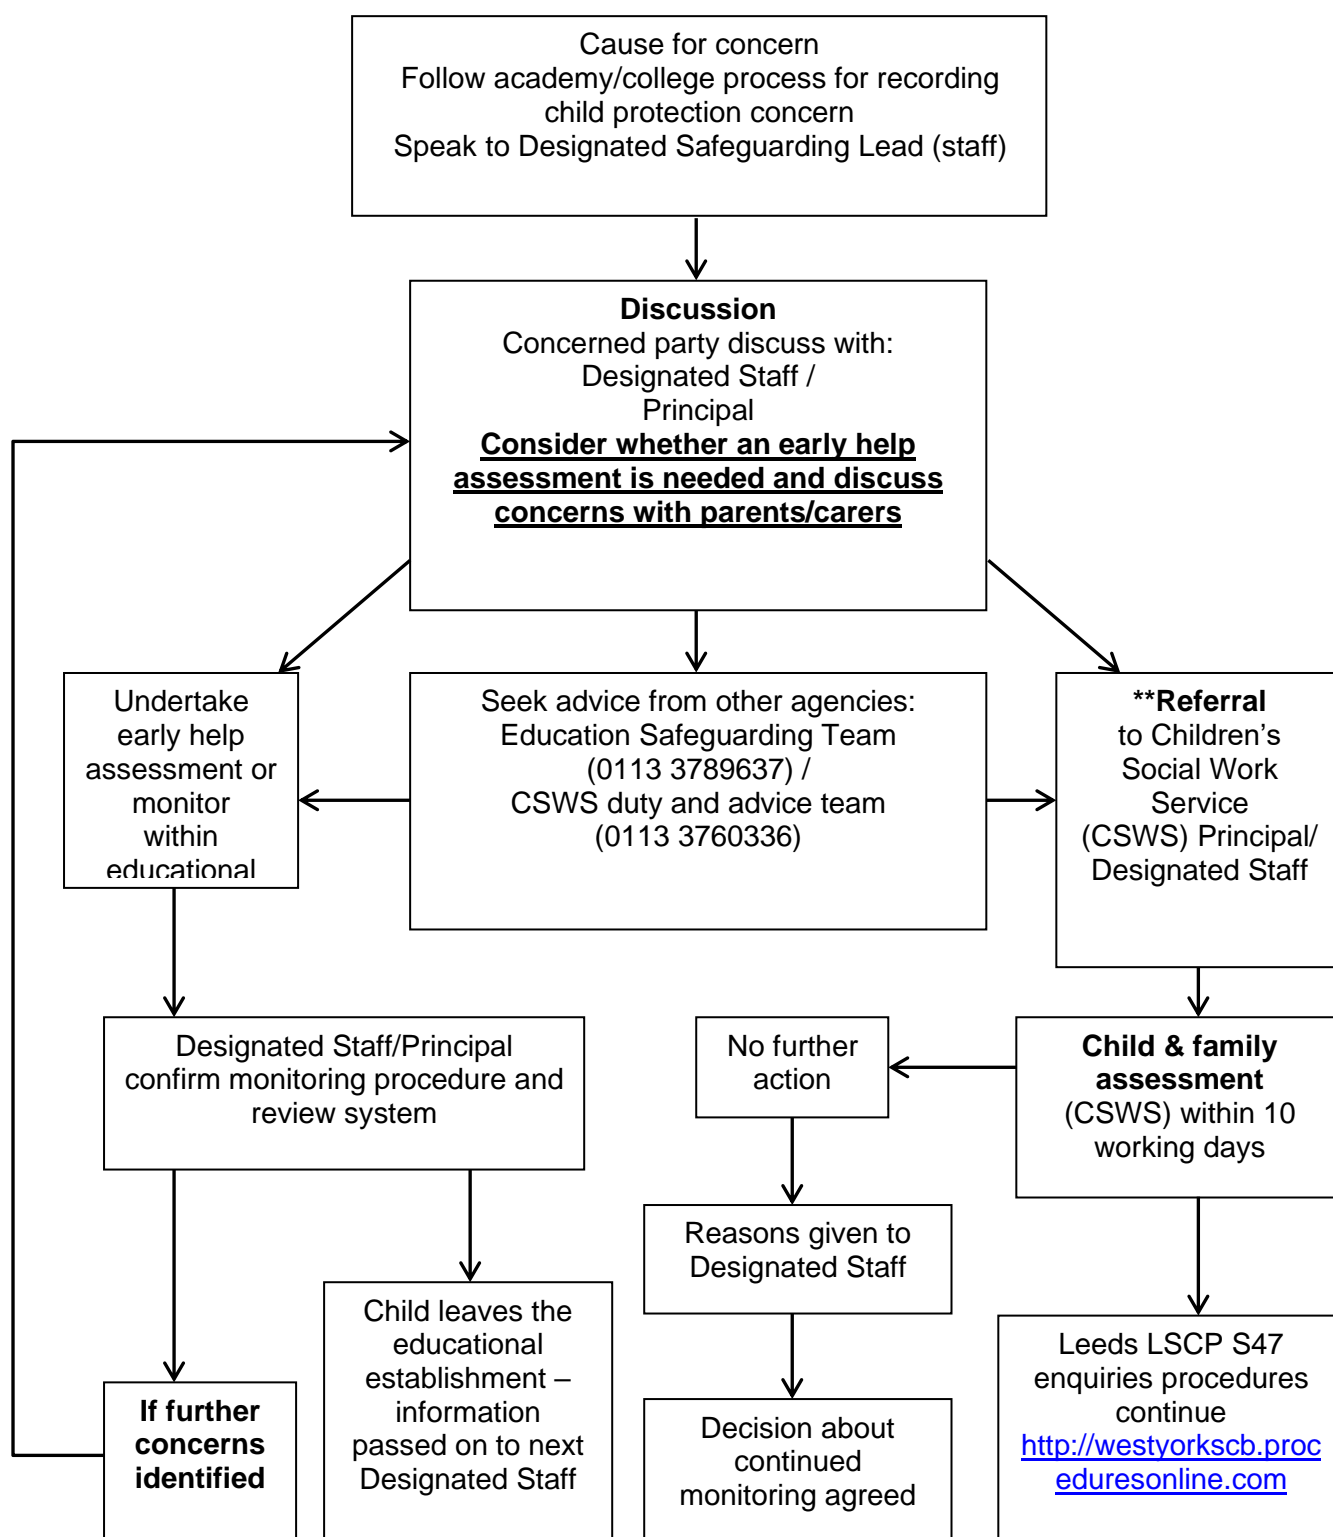 Cause for concern
Follow academy/college process for recording
child protection concern
Speak to Designated Safeguarding Lead (staff)
Discussion
Concerned party discuss with:
Designated Staff /
Principal
Consider whether an early help
assessment is needed and discuss
concerns with parents/carers
Undertake
early help
assessment or
monitor
within
educational
Seek advice from other agencies:
Education Safeguarding Team
(0113 3789637) /
CSWS duty and advice team
(0113 3760336)
**Referral
to Children’s
Social Work
Service
(CSWS) Principal/
Designated Staff
Designated Staff/Principal
confirm monitoring procedure and
review system
No further
action
Child & family
assessment
(CSWS) within 10
working days
Reasons given to
Designated Staff
If further
concerns
identified
Child leaves the
educational
establishment –
information
passed on to next
Designated Staff
Decision about
continued
monitoring agreed
Leeds LSCP S47
enquiries procedures
continue
http://westyorkscb.proc
eduresonline.com